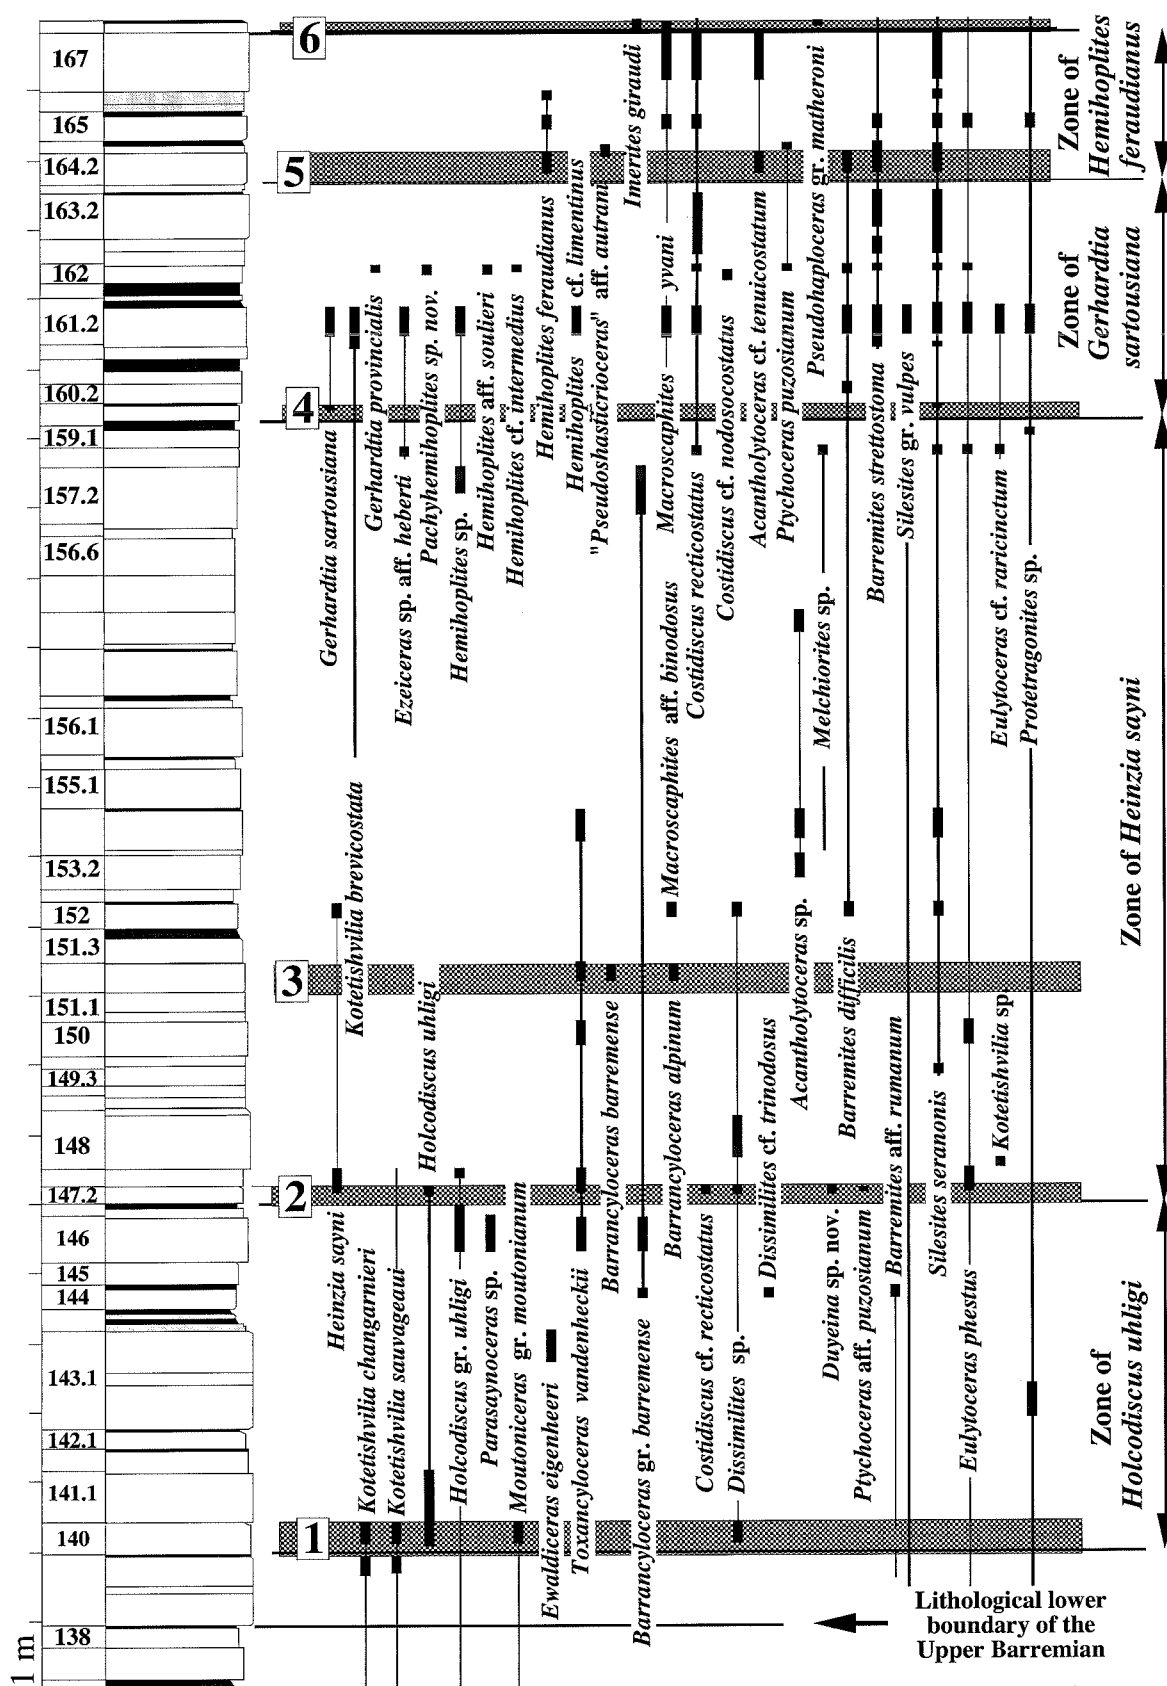 6
167
165
164.2
5
163.2
162
161.2
160.2
4
159.1
157.2
156.6
156.1
155.1
153.2
152
151.3
3
151.1
150
149.3
148
147.2
2
146
145
144
143.1
142.1
141.1
140
1
138
1 m
Gerhardtia sartousiana
Gerhardtia provincialis
Ezeiceras sp. aff. heberti
Pachyhemihoplites sp. nov.
Hemihoplites sp.
Hemihoplites aff. soulieri
Hemihoplites cf. intermedius
Hemihoplites feraudianus
Hemihoplites cf. limentinus
"Pseudoshasticrioceras" aff. autrani
Imerites giraudi
Macroscaphites yvani
Costidiscus recticostatus
Costidiscus cf. nodosocostatus
Acantholytoceras cf. tenuicostatum
Ptychoceras puzosianum
Pseudohaploceras gr. matheroni
Melchiorites sp.
Barremites strettostoma
Silesites gr. vulpes
Eulytoceras cf. raricinctum
Protetragonites sp.
Kotetishvilia brevicostata
Holcodiscus uhligi
Macroscaphites aff. binodosus
Barrancyloceras barremense
Barrancyloceras alpinum
Dissimilites cf. trinodosus
Acantholytoceras sp.
Barremites difficilis
Barremites aff. rumanum
Silesites seranonis
Kotetishvilia sp.
Heinzia sayni
Kotetishvilia changarnieri
Kotetishvilia sauvageaui
Holcodiscus gr. uhligi
Parasaynoceras sp.
Moutoniceras gr. moutonianum
Ewaldiceras eigenheeri
Toxancyloceras vandenheckii
Barrancyloceras gr. barremense
Costidiscus cf. recticostatus
Dissimilites sp.
Duyeina sp. nov.
Ptychoceras aff. puzosianum
Eulytoceras phestus
Zone of
Hemihoplites
feraudianus
Zone of
Gerhardtia
sartousiana
Zone of Heinzia sayni
Zone of
Holcodiscus uhligi
Lithological lower
boundary of the
Upper Barremian